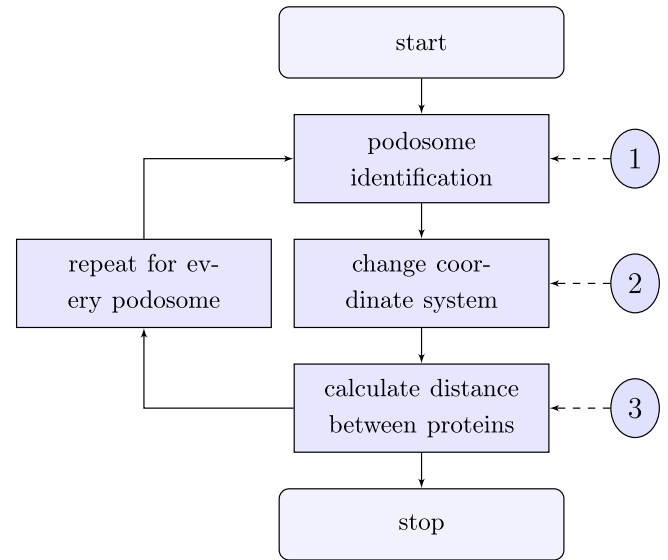 start
podosome
identification
1
repeat for ev-
ery podosome
change coor-
dinate system
2
calculate distance
between proteins
3
stop